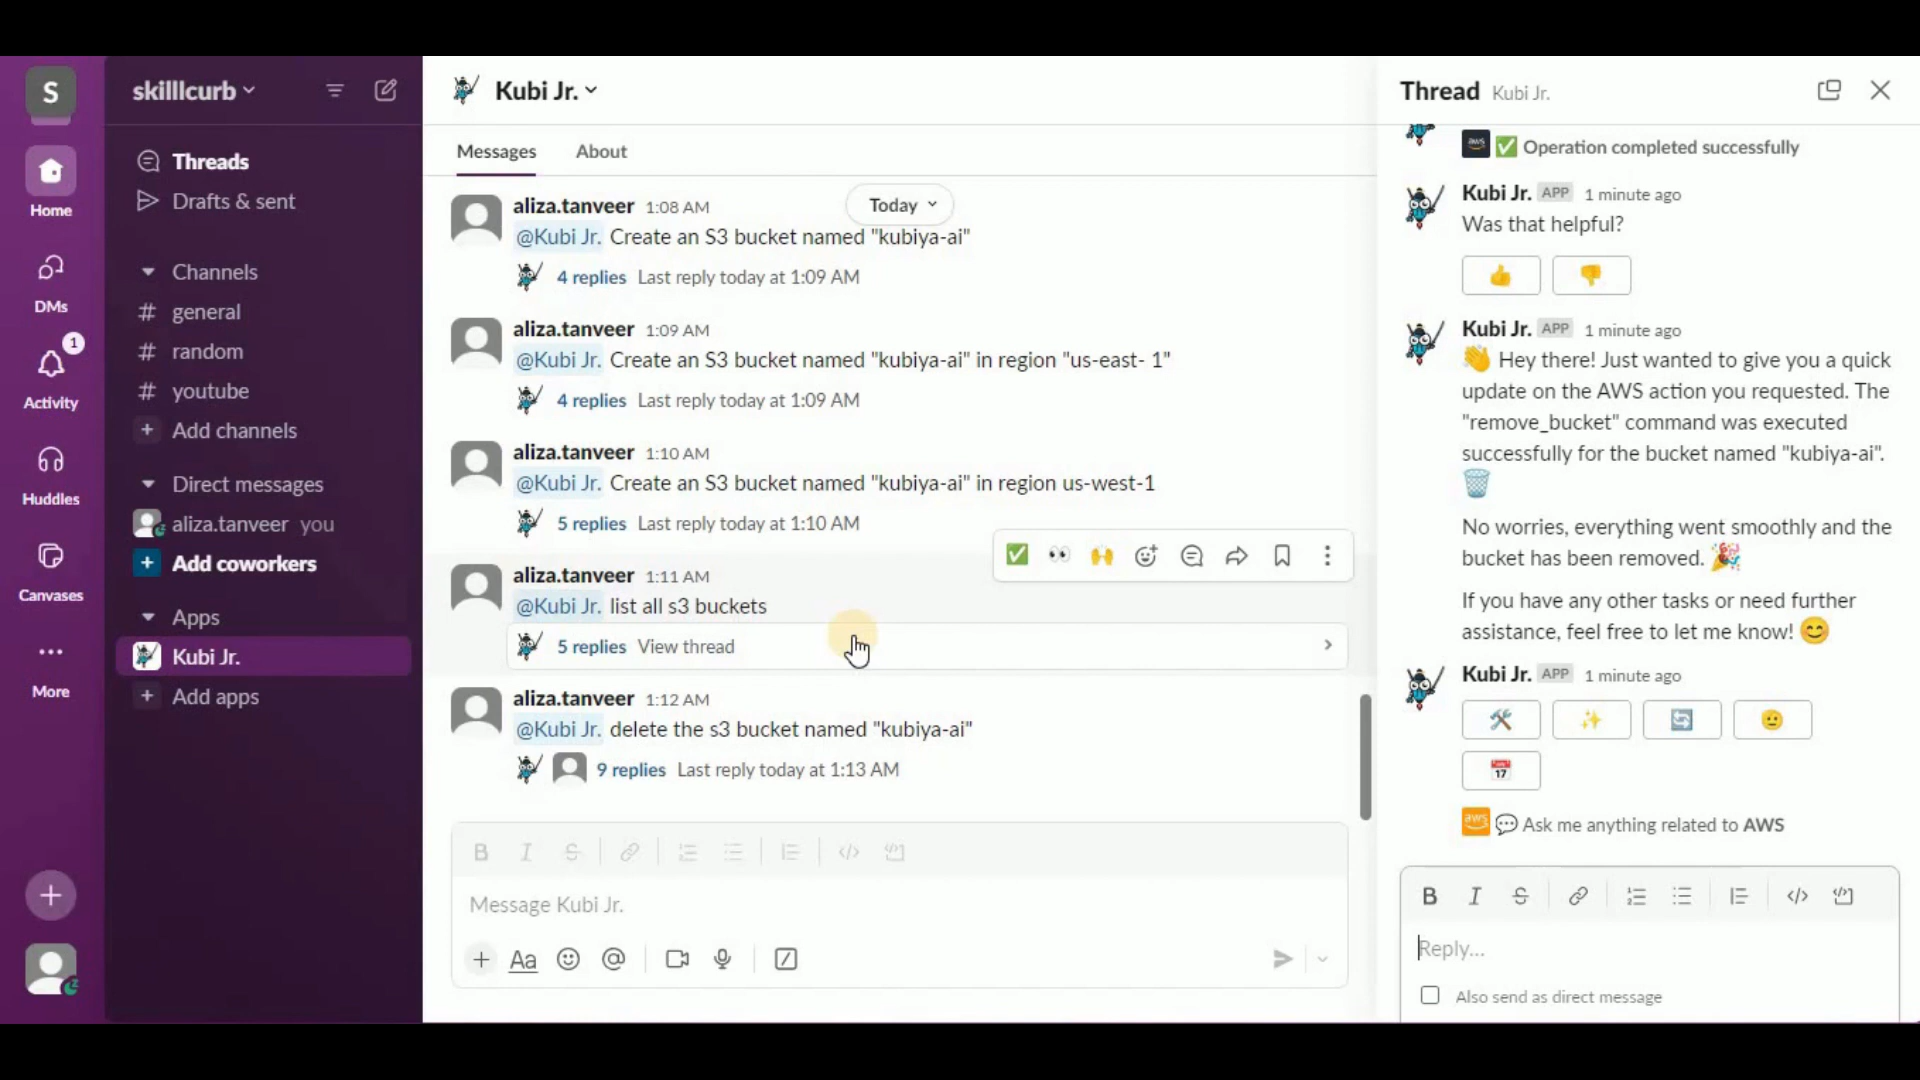 S
Home
DMs
1
Activity
Huddles
Canvases
More
skilllcurb
Threads
Drafts & sent
Channels
# general
# random
# youtube
+ Add channels
Direct messages
aliza.tanveer you
+ Add coworkers
Apps
Kubi Jr.
+ Add apps
Kubi Jr.
Messages About
Today
aliza.tanveer 1:08 AM
@Kubi Jr. Create an S3 bucket named "kubiya-ai"
4 replies Last reply today at 1:09 AM
aliza.tanveer 1:09 AM
@Kubi Jr. Create an S3 bucket named "kubiya-ai" in region "us-east- 1"
4 replies Last reply today at 1:09 AM
aliza.tanveer 1:10 AM
@Kubi Jr. Create an S3 bucket named "kubiya-ai" in region us-west-1
5 replies Last reply today at 1:10 AM
aliza.tanveer 1:11 AM
@Kubi Jr. list all s3 buckets
5 replies View thread
aliza.tanveer 1:12 AM
@Kubi Jr. delete the s3 bucket named "kubiya-ai"
9 replies Last reply today at 1:13 AM
B I S
Message Kubi Jr.
+ Aa @
Thread Kubi Jr.
aws ✅ Operation completed successfully
Kubi Jr. APP 1 minute ago
Was that helpful?
👍 👎
Kubi Jr. APP 1 minute ago
👋 Hey there! Just wanted to give you a quick
update on the AWS action you requested. The
"remove_bucket" command was executed
successfully for the bucket named "kubiya-ai".
🗑️
No worries, everything went smoothly and the
bucket has been removed. 🎉
If you have any other tasks or need further
assistance, feel free to let me know! 😊
Kubi Jr. APP 1 minute ago
aws 💬 Ask me anything related to AWS
B I S
Reply...
Also send as direct message